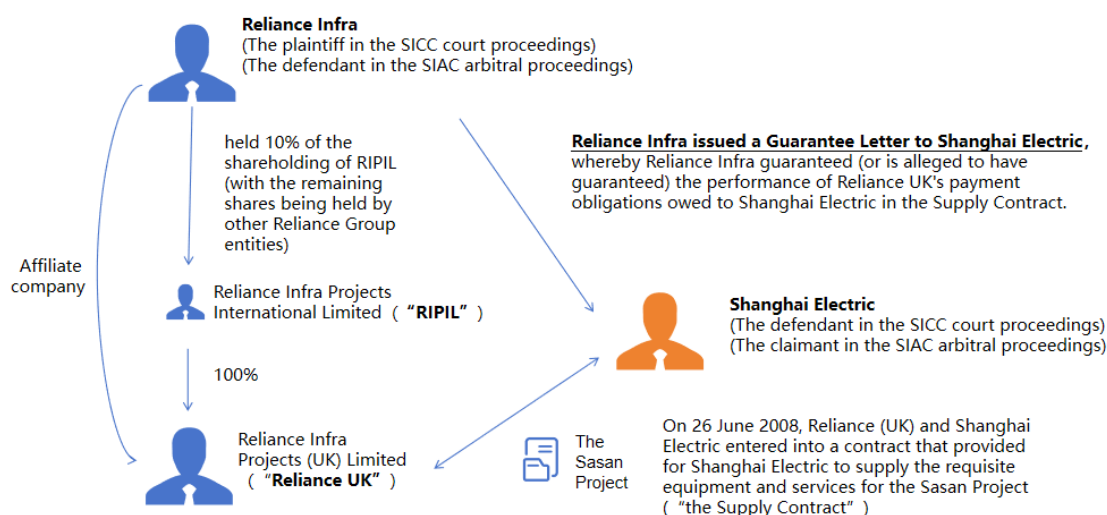 Reliance Infra
(The plaintiff in the SICC court proceedings)
(The defendant in the SIAC arbitral proceedings)
held 10% of the
shareholding of RIPIL
(with the remaining
shares being held by
other Reliance Group
entities)
Reliance Infra issued a Guarantee Letter to Shanghai Electric,
whereby Reliance Infra guaranteed (or is alleged to have
guaranteed) the performance of Reliance UK's payment
obligations owed to Shanghai Electric in the Supply Contract.
Affiliate
company
Reliance Infra Projects
International Limited ( “RIPIL” )
Shanghai Electric
(The defendant in the SICC court proceedings)
(The claimant in the SIAC arbitral proceedings)
100%
Reliance Infra
Projects (UK) Limited
( “Reliance UK” )
The
Sasan
Project
On 26 June 2008, Reliance (UK) and Shanghai
Electric entered into a contract that provided
for Shanghai Electric to supply the requisite
equipment and services for the Sasan Project
( “the Supply Contract” )